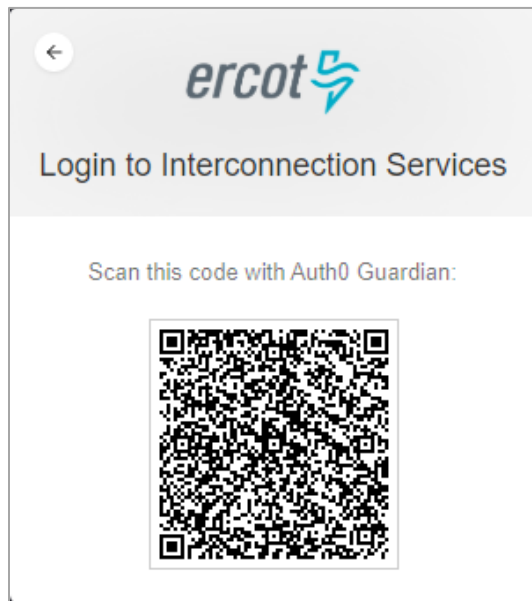 ercot
Login to Interconnection Services
Scan this code with Auth0 Guardian: